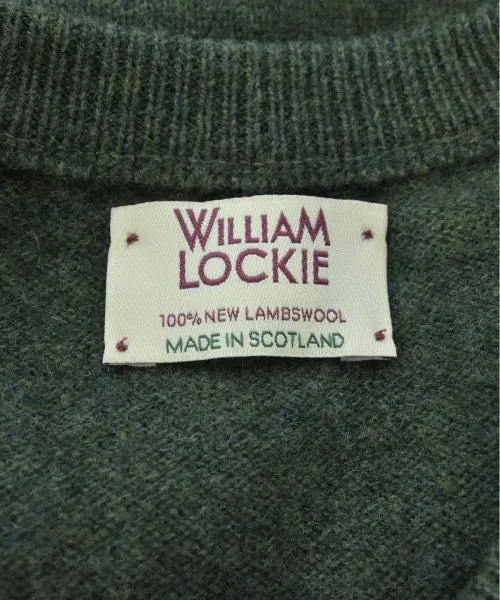 WILLIAM
LOCKIE
100% NEW LAMBSWOOL
MADE IN SCOTLAND